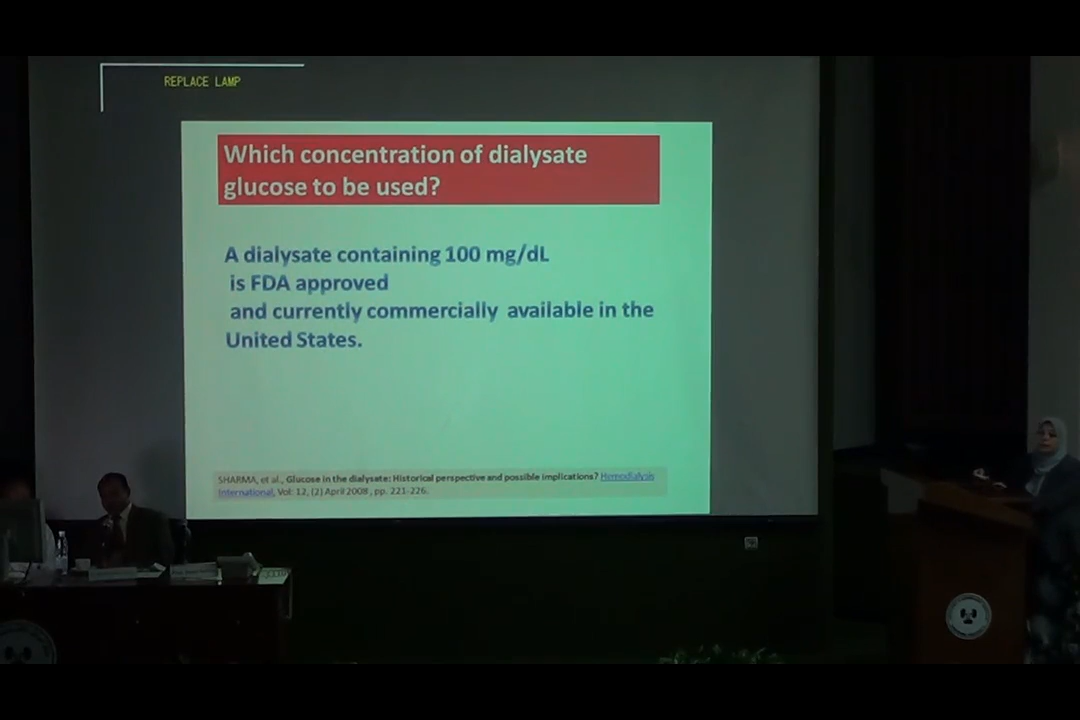 REPLACE LAMP
Which concentration of dialysate
glucose to be used?
A dialysate containing 100 mg/dL
is FDA approved
and currently commercially available in the
United States.
SHARMA, et al., Glucose in the dialysate: Historical perspective and possible implications? Hemodialysis
International, Vol: 12, (2) April 2008 , pp. 221-226.